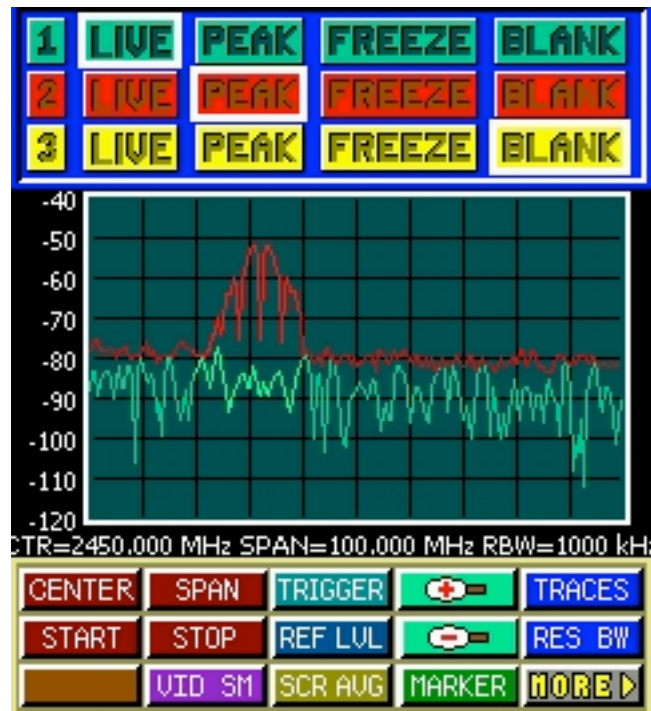 1 LIVE PEAK FREEZE BLANK
2 LIVE PEAK FREEZE BLANK
3 LIVE PEAK FREEZE BLANK
-40
-50
-60
-70
-80
-90
-100
-110
-120
CTR=2450.000 MHz SPAN=100.000 MHz RBW=1000 kHz
CENTER SPAN TRIGGER + TRACES
START STOP REF LVL - RES BW
VID SM SCR AVG MARKER MORE